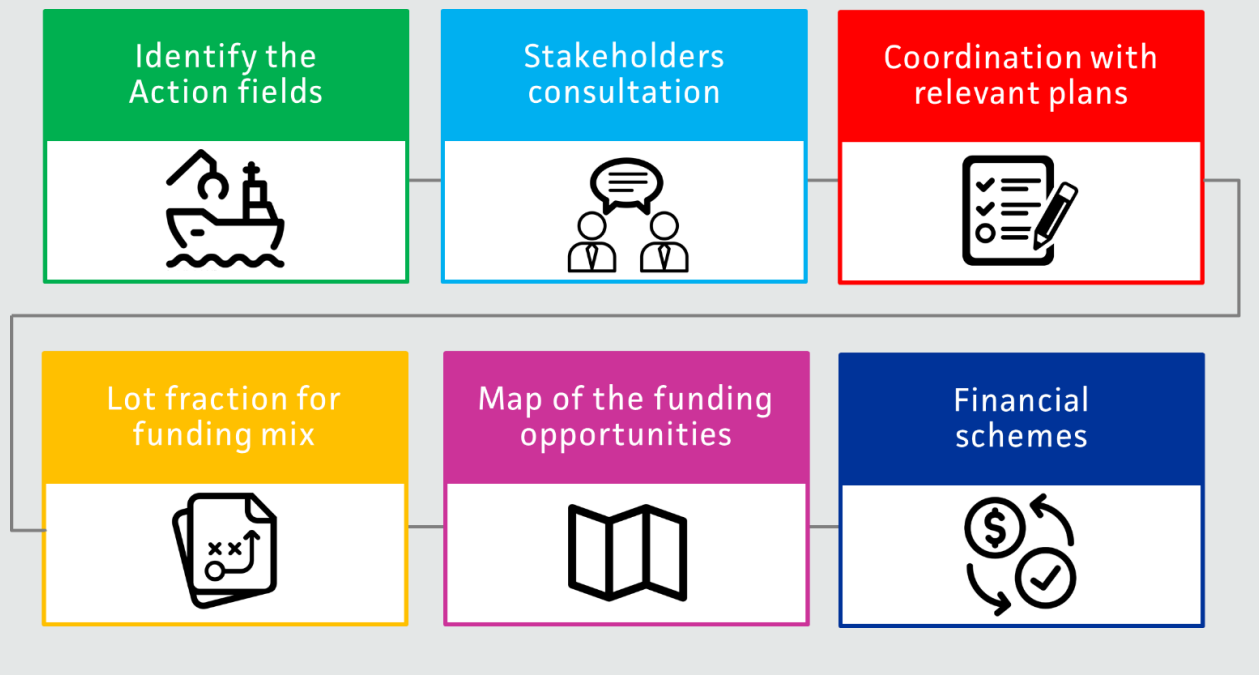 Identify the
Action fields
Stakeholders
consultation
Coordination with
relevant plans
Lot fraction for
funding mix
Map of the funding
opportunities
Financial
schemes